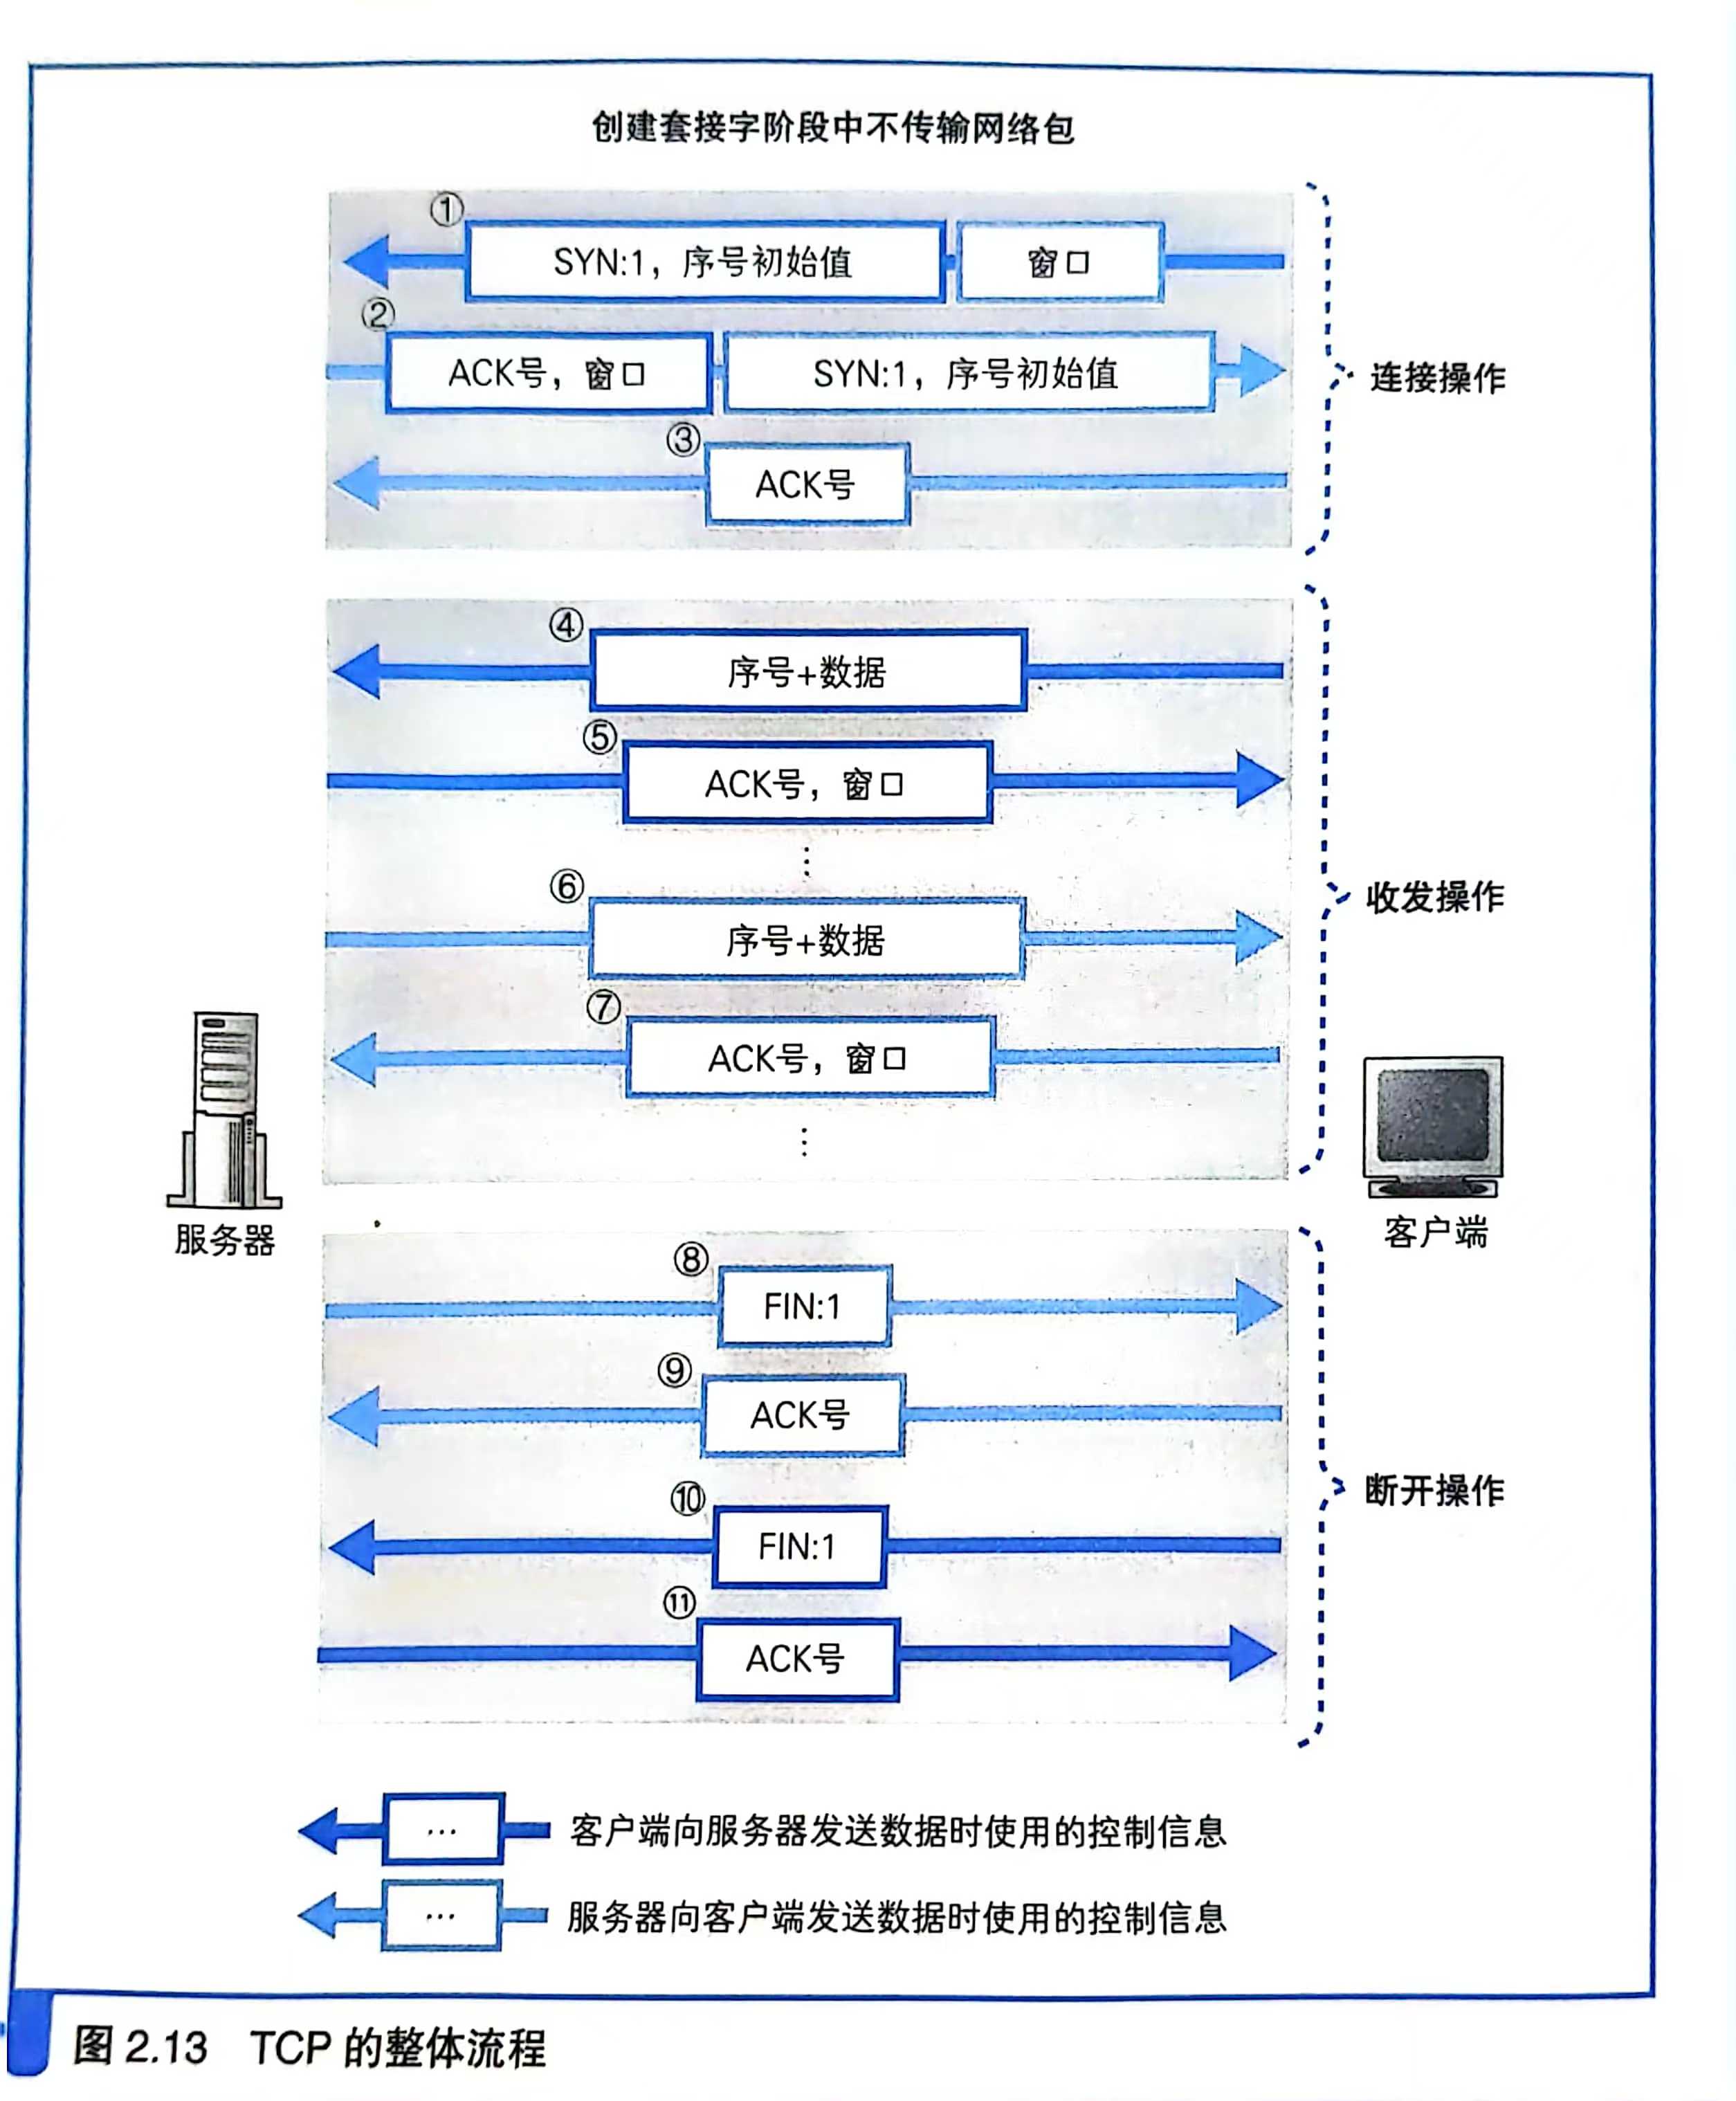 创建套接字阶段中不传输网络包
①
SYN:1，序号初始值
窗口
②
ACK号，窗口
SYN:1，序号初始值
连接操作
③
ACK号
④
序号+数据
⑤
ACK号，窗口
⋮
⑥
序号+数据
收发操作
⑦
ACK号，窗口
⋮
服务器
客户端
⑧
FIN:1
⑨
ACK号
⑩
FIN:1
断开操作
⑪
ACK号
… 客户端向服务器发送数据时使用的控制信息
… 服务器向客户端发送数据时使用的控制信息
图 2.13 TCP 的整体流程